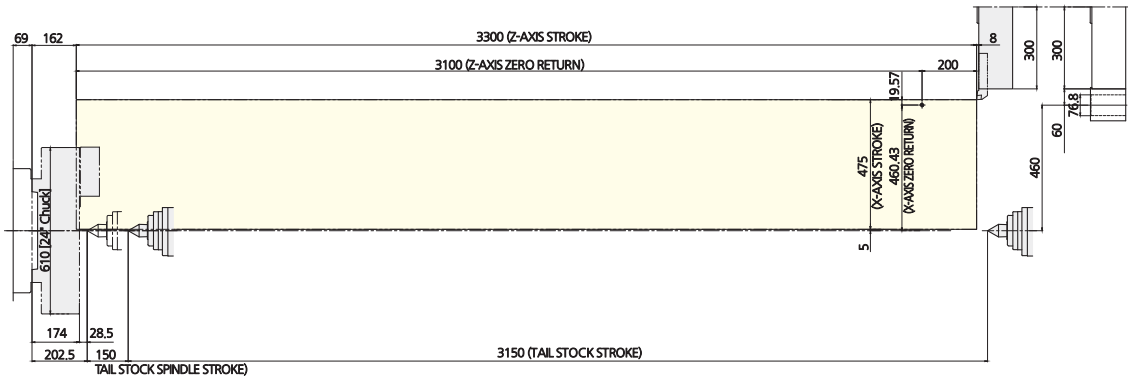 69
162
3300 (Z-AXIS STROKE)
8
3100 (Z-AXIS ZERO RETURN)
200
300
300
19.57
76.8
60
475
(X-AXIS STROKE)
460.43
(X-AXIS ZERO RETURN)
460
610 [24" Chuck]
5
174
28.5
202.5
150
3150 (TAIL STOCK STROKE)
TAIL STOCK SPINDLE STROKE)